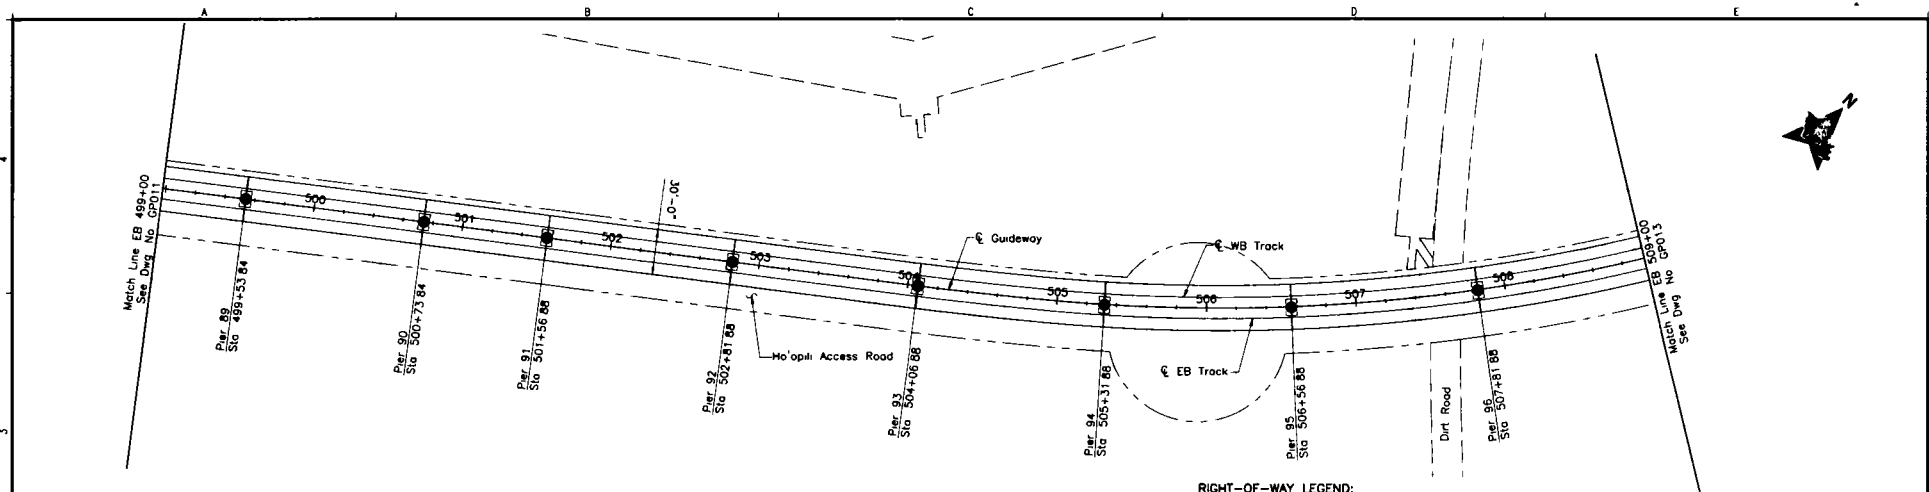 A B C D E
4
3
N
Match Line EB 499+00
See Dwg No GP011
500
501
502
503
504
505
506
507
508
30'-0"
℄ Guideway
℄ WB Track
℄ EB Track
Ho'opili Access Road
Dirt Road
Pier 89
Sta 499+53 84
Pier 90
Sta 500+73 84
Pier 91
Sta 501+56 88
Pier 92
Sta 502+81 88
Pier 93
Sta 504+06 88
Pier 94
Sta 505+31 88
Pier 95
Sta 506+56 88
Pier 96
Sta 507+81 88
Match Line EB 509+00
See Dwg No GP013
RIGHT-OF-WAY LEGEND: